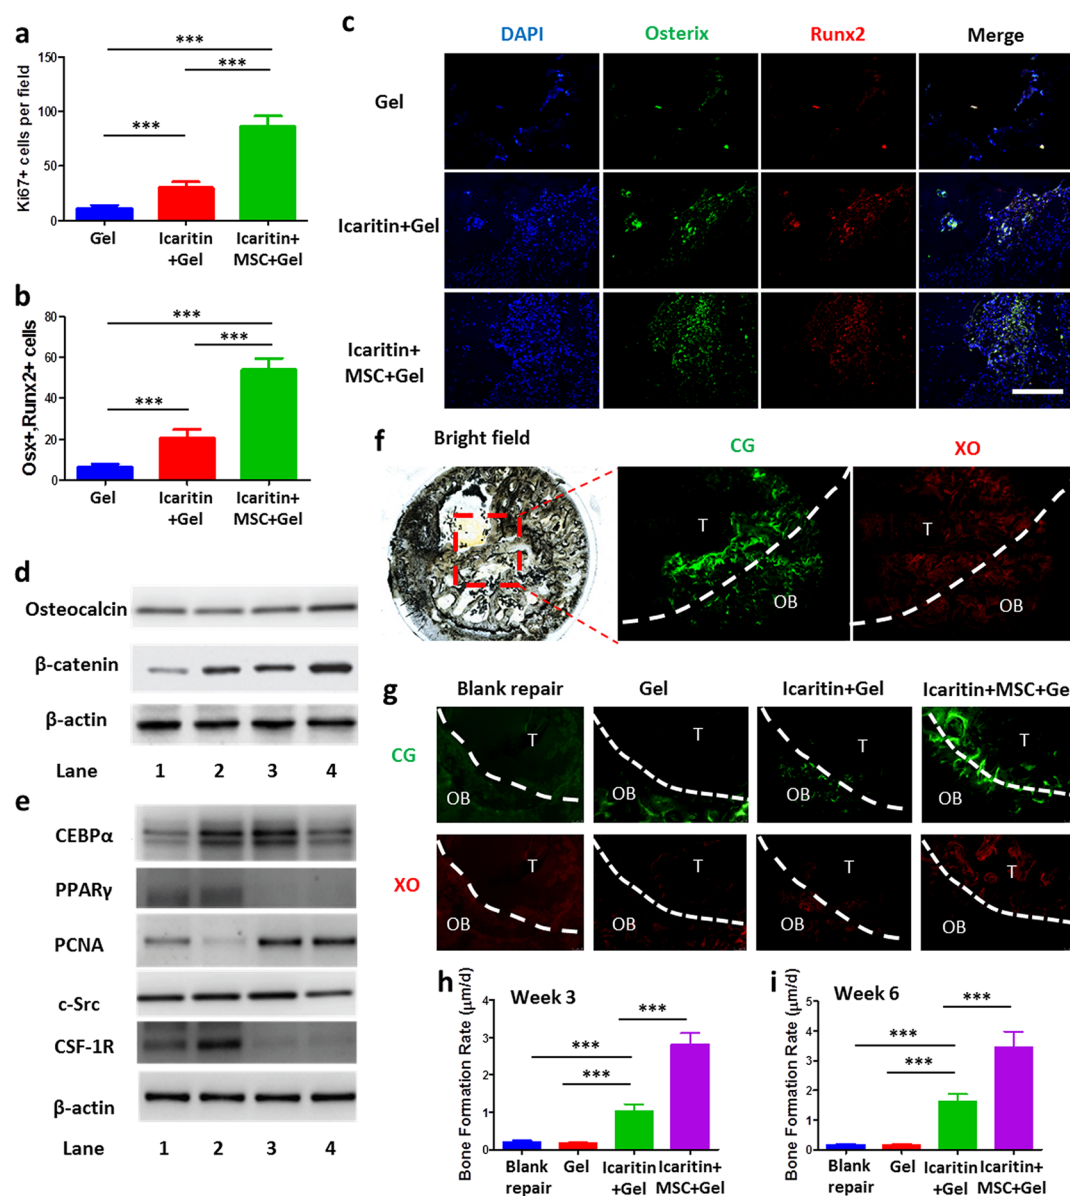 a
***
***
***
Ki67+ cells per field
150
100
50
0
Gel
Icaritin
+Gel
Icaritin+
MSC+Gel
b
***
***
***
Osx+,Runx2+ cells
80
60
40
20
0
Gel
Icaritin
+Gel
Icaritin+
MSC+Gel
c
DAPI Osterix Runx2 Merge
Gel
Icaritin+Gel
Icaritin+
MSC+Gel
d
Osteocalcin
β-catenin
β-actin
Lane 1 2 3 4
e
CEBPα
PPARγ
PCNA
c-Src
CSF-1R
β-actin
Lane 1 2 3 4
f
Bright field CG XO
T
OB
T
OB
g
Blank repair Gel Icaritin+Gel Icaritin+MSC+Ge
CG
T T T T
OB OB OB OB
XO
T T T T
OB OB OB OB
h
Week 3
***
***
***
Bone Formation Rate (μm/d)
4
3
2
1
0
Blank
repair
Gel
Icaritin
+Gel
Icaritin+
MSC+Gel
i
Week 6
***
***
***
Bone Formation Rate (μm/d)
5
4
3
2
1
0
Blank
repair
Gel
Icaritin
+Gel
Icaritin+
MSC+Gel